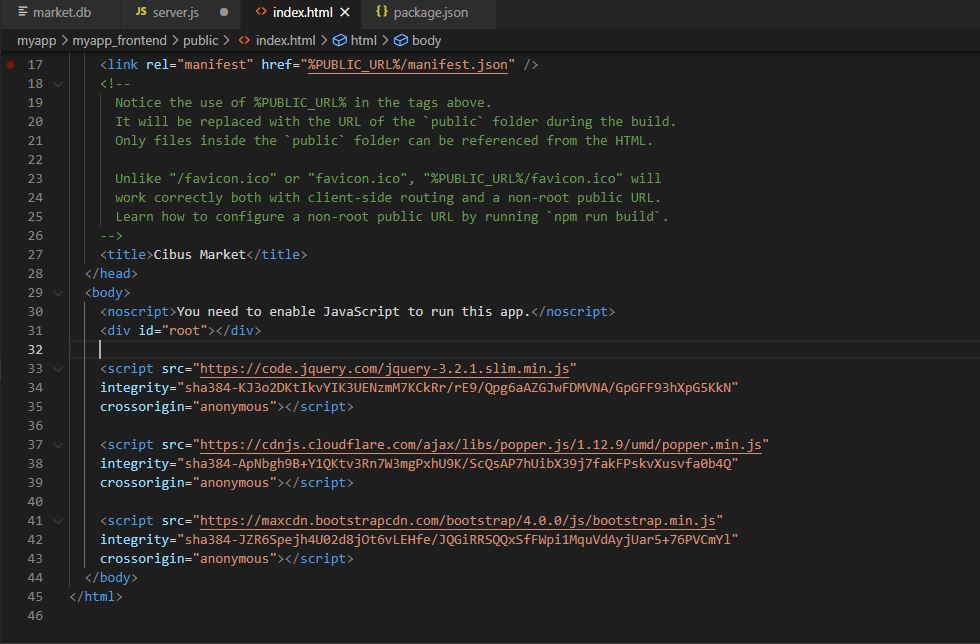 market.db
JS server.js
<> index.html
{} package.json
myapp > myapp_frontend > public > <> index.html > html > body
17 <link rel="manifest" href="%PUBLIC_URL%/manifest.json" />
18 <!--
19 Notice the use of %PUBLIC_URL% in the tags above.
20 It will be replaced with the URL of the `public` folder during the build.
21 Only files inside the `public` folder can be referenced from the HTML.
22
23 Unlike "/favicon.ico" or "favicon.ico", "%PUBLIC_URL%/favicon.ico" will
24 work correctly both with client-side routing and a non-root public URL.
25 Learn how to configure a non-root public URL by running `npm run build`.
26 -->
27 <title>Cibus Market</title>
28 </head>
29 <body>
30 <noscript>You need to enable JavaScript to run this app.</noscript>
31 <div id="root"></div>
32
33 <script src="https://code.jquery.com/jquery-3.2.1.slim.min.js"
34 integrity="sha384-KJ3o2DKtIkvYIK3UENzmM7KCkRr/rE9/Qpg6aAZGJwFDMVNA/GpGFF93hXpG5KkN"
35 crossorigin="anonymous"></script>
36
37 <script src="https://cdnjs.cloudflare.com/ajax/libs/popper.js/1.12.9/umd/popper.min.js"
38 integrity="sha384-ApNbgh9B+Y1QKtv3Rn7W3mgPxhU9K/ScQsAP7hUibX39j7fakFPskvXusvfa0b4Q"
39 crossorigin="anonymous"></script>
40
41 <script src="https://maxcdn.bootstrapcdn.com/bootstrap/4.0.0/js/bootstrap.min.js"
42 integrity="sha384-JZR6Spejh4U02d8jOt6vLEHfe/JQGiRRSQQxSfFWpi1MquVdAyjUar5+76PVCmYl"
43 crossorigin="anonymous"></script>
44 </body>
45 </html>
46